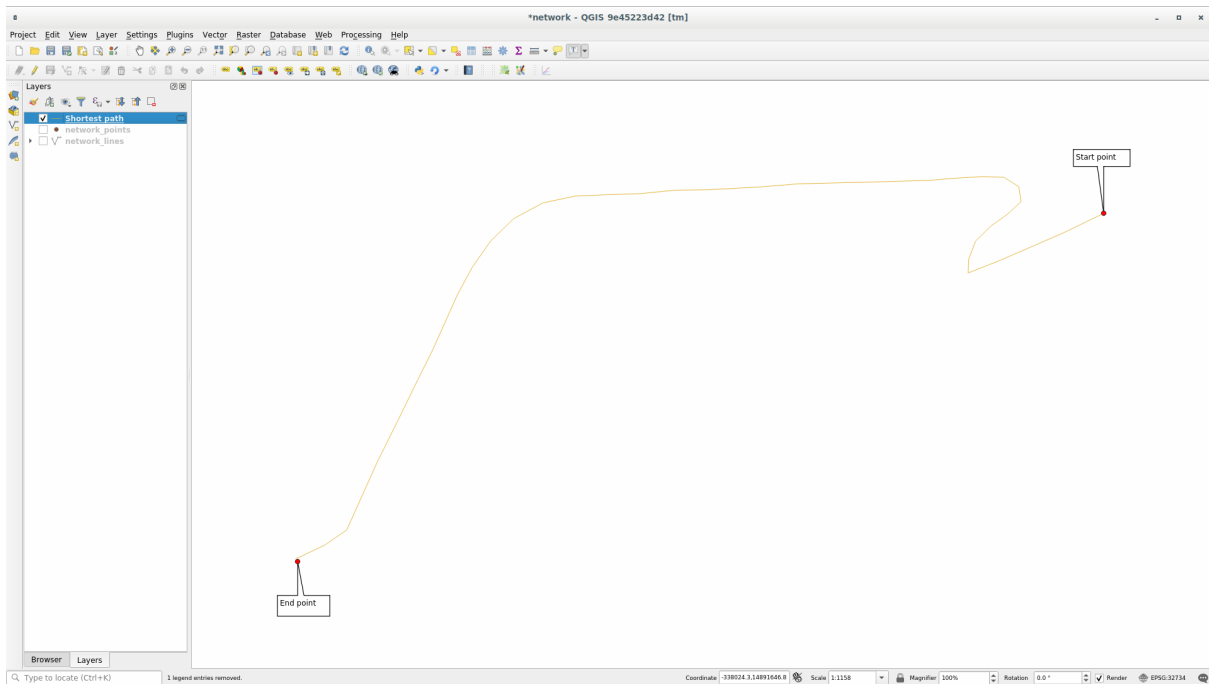 *network - QGIS 9e45223d42 [tm]
Project Edit View Layer Settings Plugins Vector Raster Database Web Processing Help
Layers
Shortest path
network_points
network_lines
Start point
End point
Browser Layers
Type to locate (Ctrl+K) 1 legend entries removed. Coordinate -338024.3,14891646.8 Scale 1:1158 Magnifier 100% Rotation 0.0 ° Render EPSG:32734